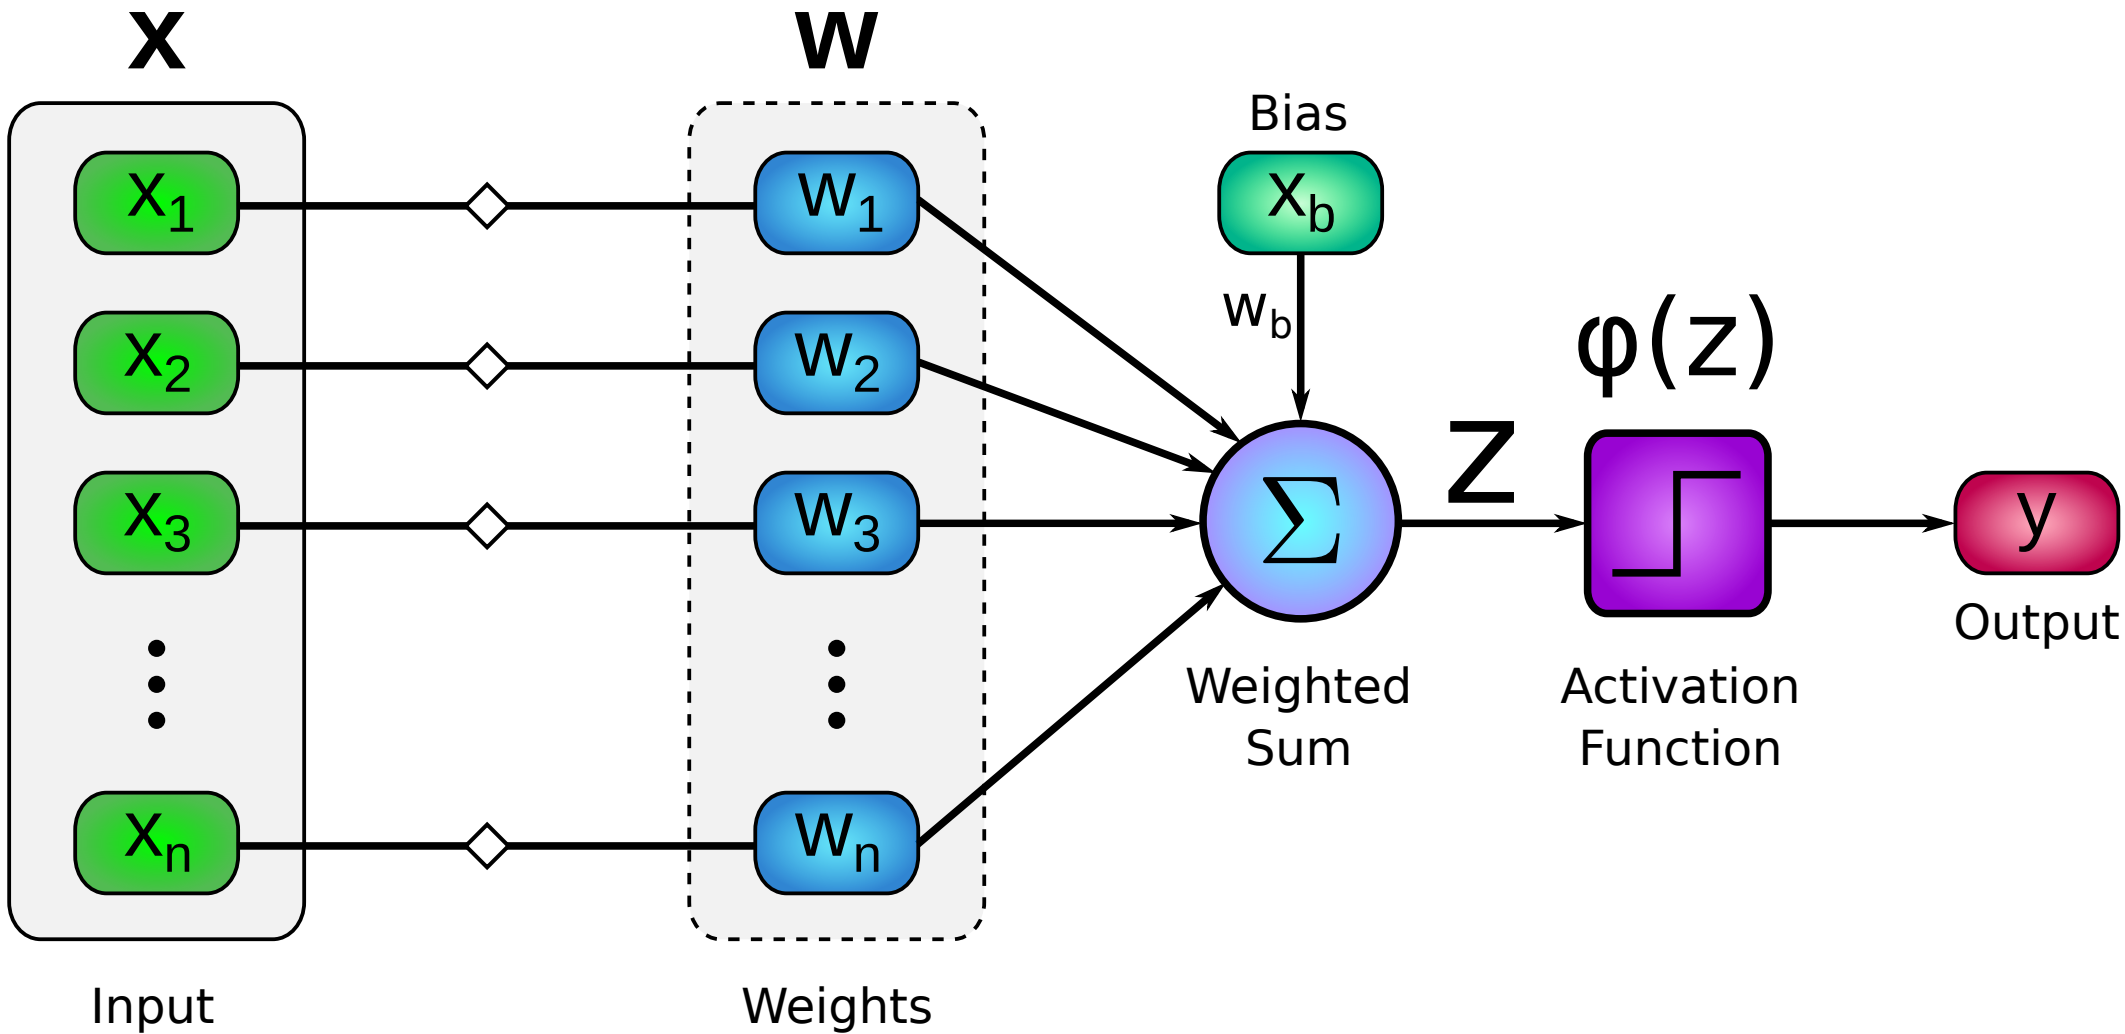 X
W
Bias
x1
w1
xb
wb
x2
w2
φ(z)
z
x3
w3
Σ
y
Output
Weighted
Sum
Activation
Function
xn
wn
Input
Weights